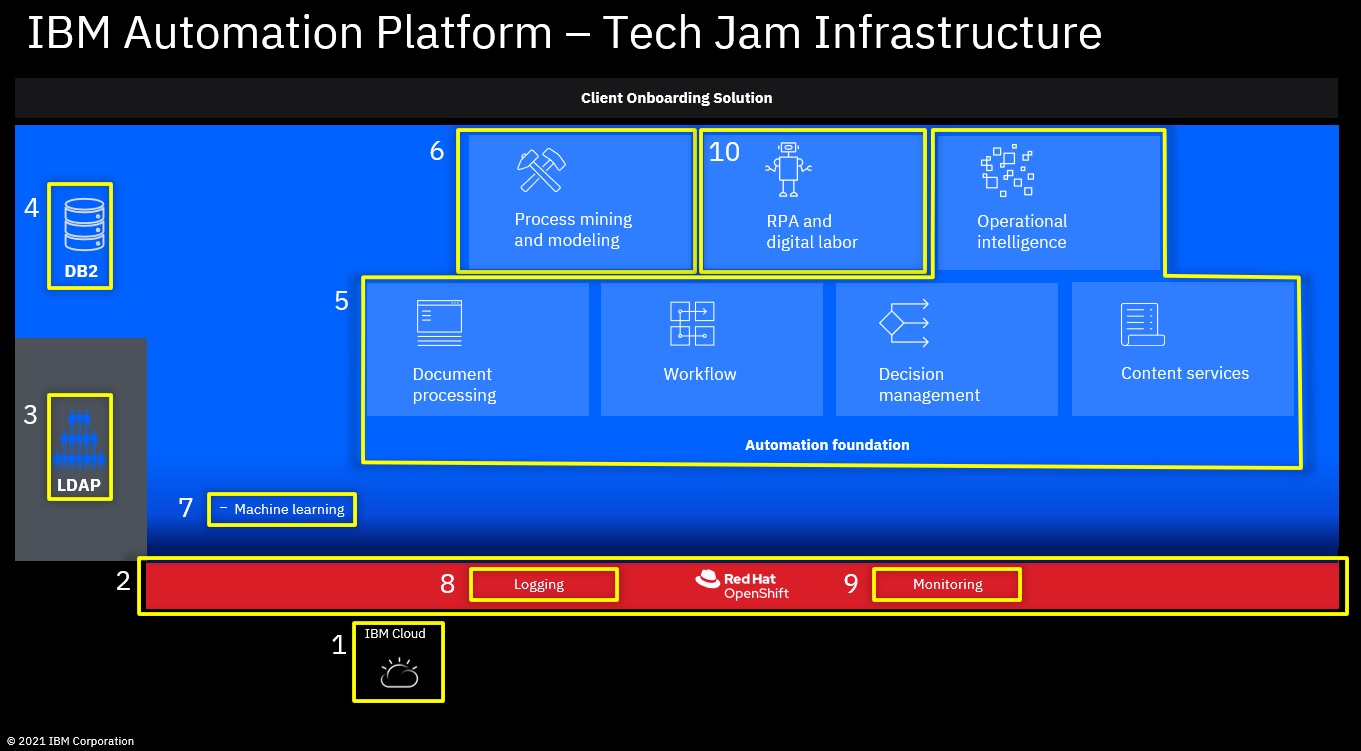 IBM Automation Platform – Tech Jam Infrastructure
Client Onboarding Solution
6
10
4
Process mining
and modeling
RPA and
digital labor
Operational
intelligence
DB2
5
Document
processing
Workflow
Decision
management
Content services
3
Automation foundation
LDAP
7
– Machine learning
2
8
Logging
Red Hat
OpenShift
9
Monitoring
1
IBM Cloud
© 2021 IBM Corporation